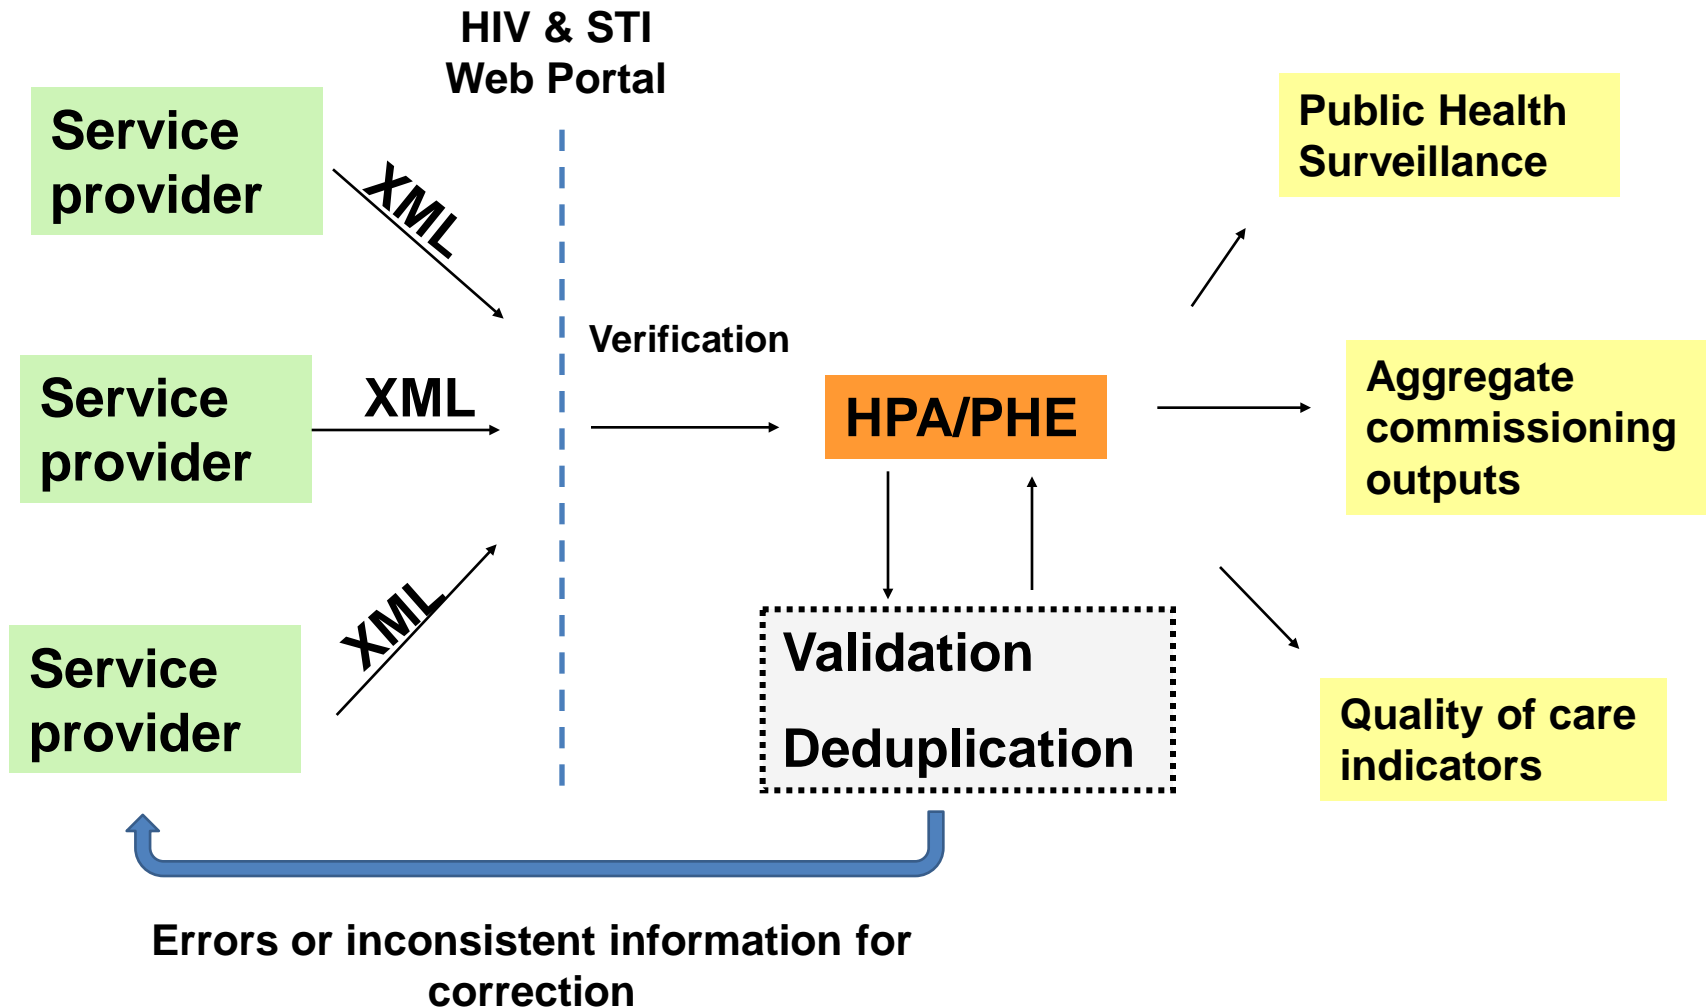 HIV & STI
Web Portal
Service
provider
XML
Service
provider
XML
Service
provider
XML
Verification
HPA/PHE
Validation
Deduplication
Public Health
Surveillance
Aggregate
commissioning
outputs
Quality of care
indicators
Errors or inconsistent information for
correction